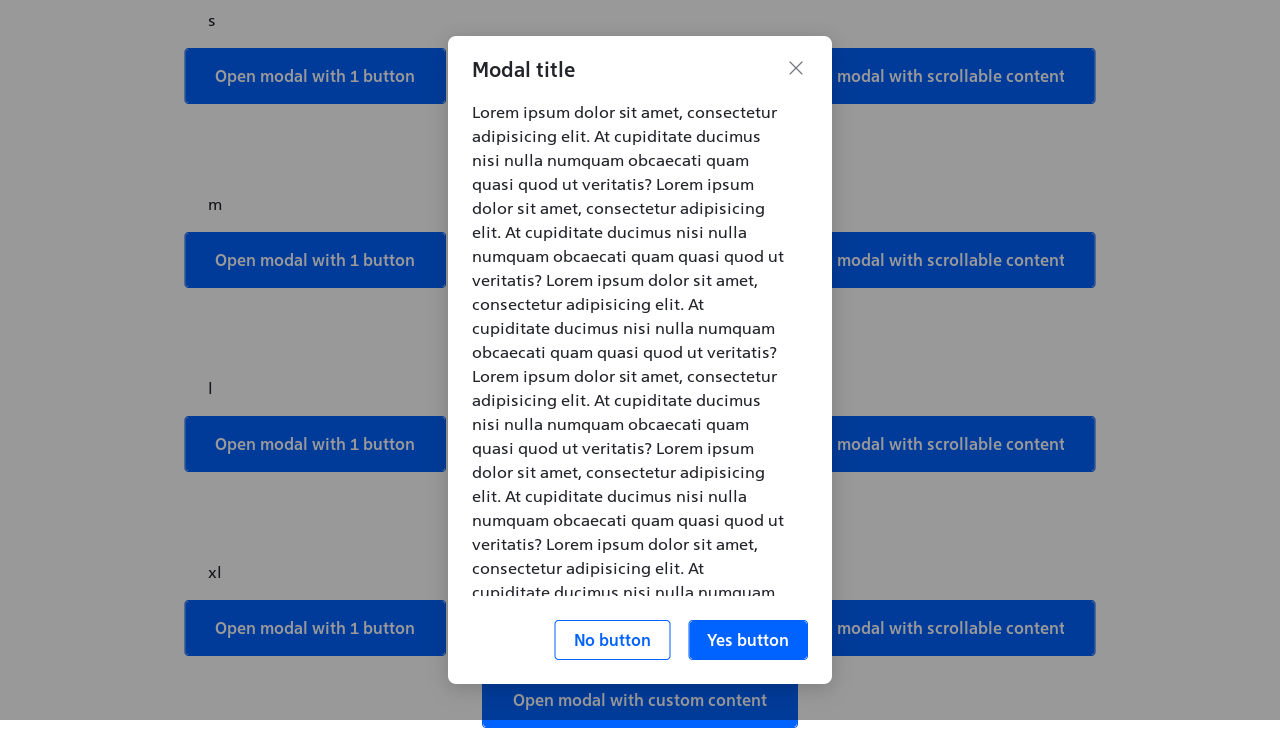 s
Open modal with 1 button
modal with scrollable content
m
Open modal with 1 button
modal with scrollable content
l
Open modal with 1 button
modal with scrollable content
xl
Open modal with 1 button
modal with scrollable content
Open modal with custom content
Modal title
Lorem ipsum dolor sit amet, consectetur
adipisicing elit. At cupiditate ducimus
nisi nulla numquam obcaecati quam
quasi quod ut veritatis? Lorem ipsum
dolor sit amet, consectetur adipisicing
elit. At cupiditate ducimus nisi nulla
numquam obcaecati quam quasi quod ut
veritatis? Lorem ipsum dolor sit amet,
consectetur adipisicing elit. At
cupiditate ducimus nisi nulla numquam
obcaecati quam quasi quod ut veritatis?
Lorem ipsum dolor sit amet, consectetur
adipisicing elit. At cupiditate ducimus
nisi nulla numquam obcaecati quam
quasi quod ut veritatis? Lorem ipsum
dolor sit amet, consectetur adipisicing
elit. At cupiditate ducimus nisi nulla
numquam obcaecati quam quasi quod ut
veritatis? Lorem ipsum dolor sit amet,
consectetur adipisicing elit. At
cupiditate ducimus nisi nulla numquam
No button
Yes button